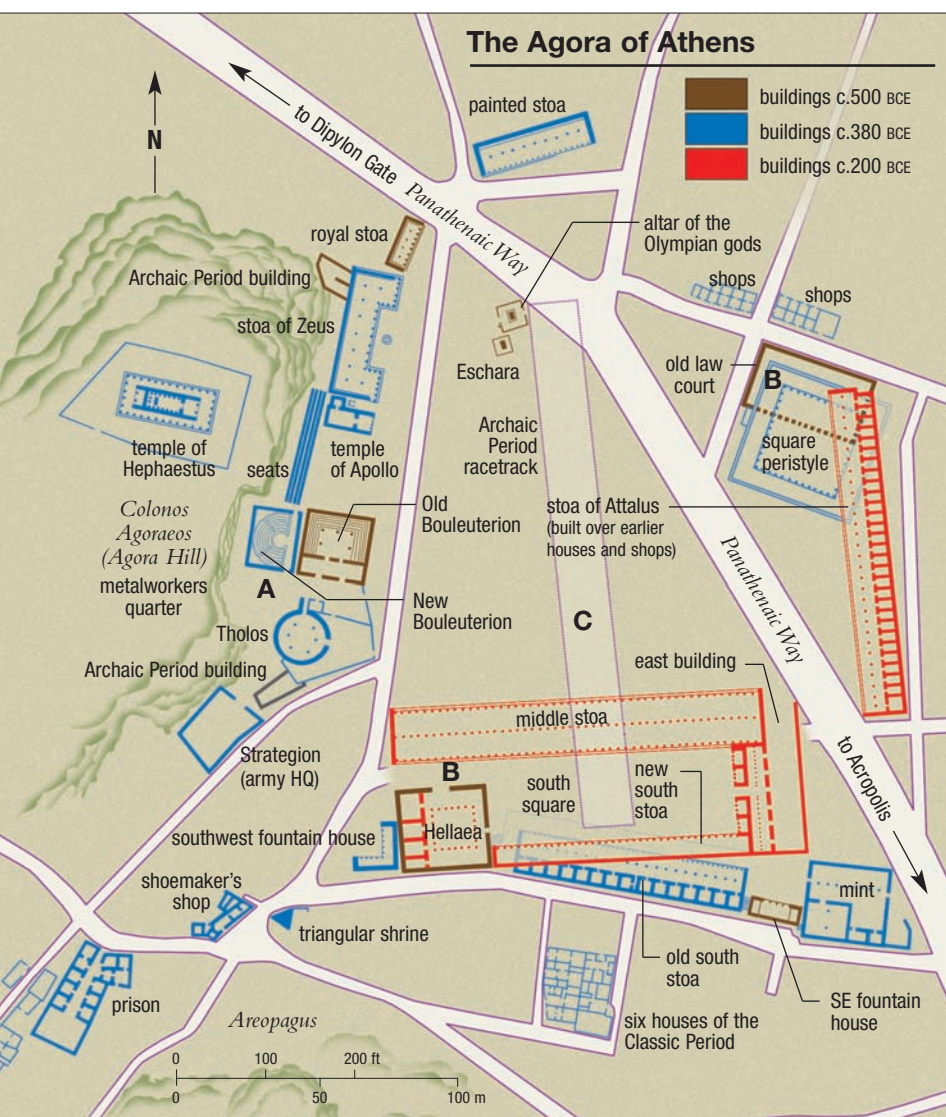 The Agora of Athens
buildings c.500 BCE
buildings c.380 BCE
buildings c.200 BCE
N
to Dipylon Gate
Panathenaic Way
painted stoa
royal stoa
Archaic Period building
stoa of Zeus
altar of the
Olympian gods
shops
shops
Eschara
old law
court
B
square
peristyle
temple of
Hephaestus
seats
temple
of Apollo
Archaic
Period
racetrack
Colonos
Agoraeos
(Agora Hill)
metalworkers
quarter
Old
Bouleuterion
stoa of Attalus
(built over earlier
houses and shops)
A
New
Bouleuterion
C
Panathenaic Way
Tholos
Archaic Period building
east building
Strategion
(army HQ)
middle stoa
to Acropolis
B
south
square
new
south
stoa
Hellaea
southwest fountain house
shoemaker's
shop
triangular shrine
mint
old south
stoa
prison
SE fountain
house
six houses of the
Classic Period
Areopagus
0 100 200 ft
0 50 100 m